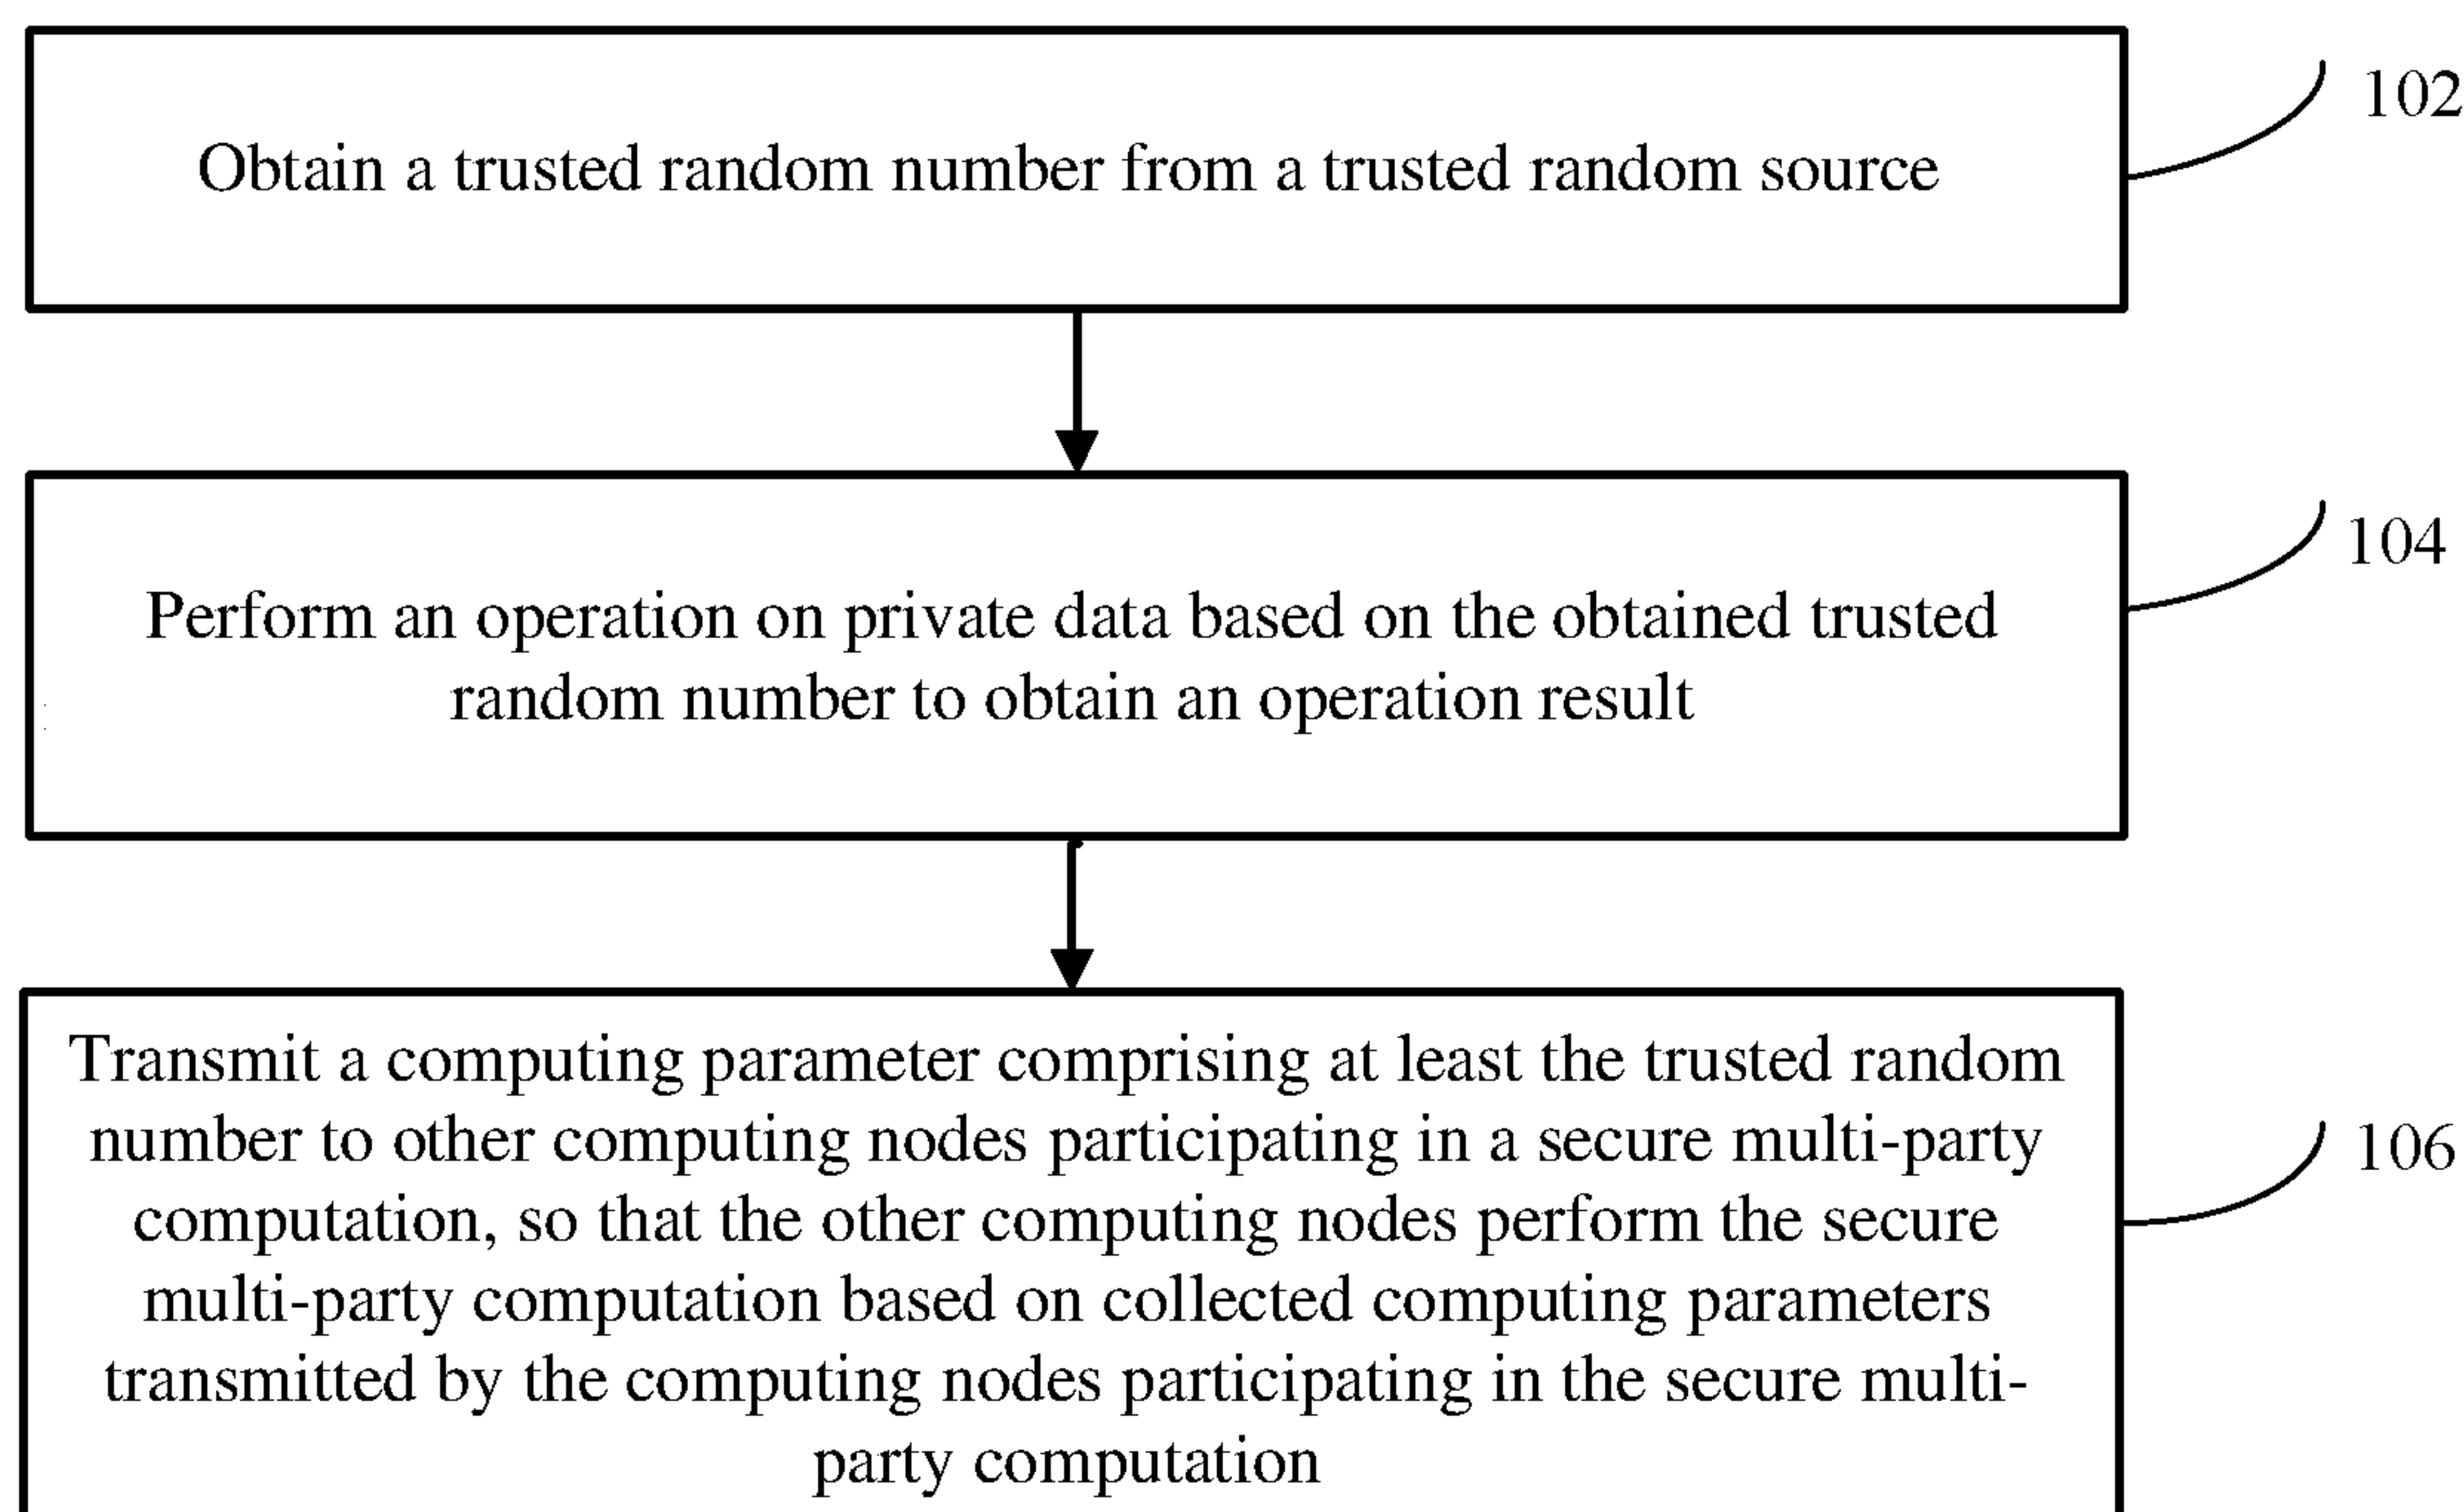 Obtain a trusted random number from a trusted random source
102
Perform an operation on private data based on the obtained trusted
random number to obtain an operation result
104
Transmit a computing parameter comprising at least the trusted random
number to other computing nodes participating in a secure multi-party
computation, so that the other computing nodes perform the secure
multi-party computation based on collected computing parameters
transmitted by the computing nodes participating in the secure multi-
party computation
106